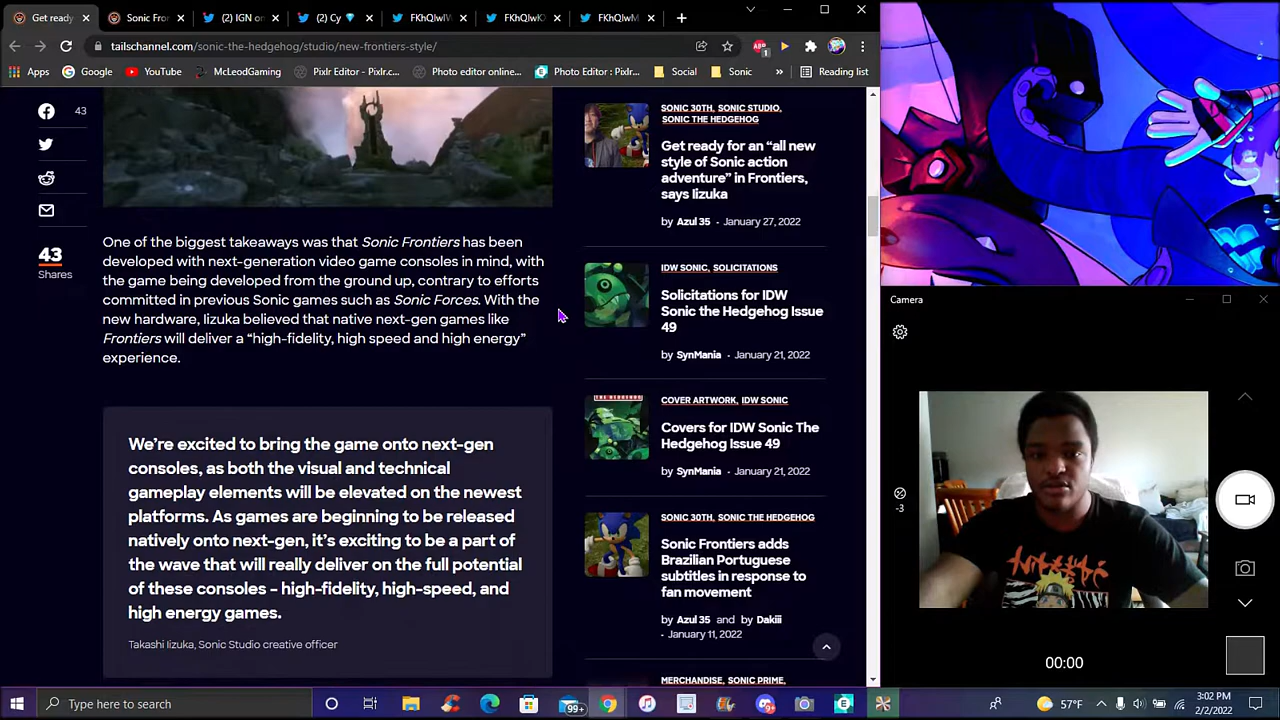 Get ready
Sonic Fron
(2) IGN on
(2) Cy
FKhQIwIW
FKhQlwK
FKhQlwM
tailschannel.com/sonic-the-hedgehog/studio/new-frontiers-style/
Apps
Google
YouTube
McLeodGaming
Pixlr Editor - Pixlr.c...
Photo editor online...
Photo Editor : Pixlr...
Social
Sonic
»
Reading list
43
43
Shares
One of the biggest takeaways was that Sonic Frontiers has been
developed with next-generation video game consoles in mind, with
the game being developed from the ground up, contrary to efforts
committed in previous Sonic games such as Sonic Forces. With the
new hardware, Iizuka believed that native next-gen games like
Frontiers will deliver a “high-fidelity, high speed and high energy”
experience.
We’re excited to bring the game onto next-gen
consoles, as both the visual and technical
gameplay elements will be elevated on the newest
platforms. As games are beginning to be released
natively onto next-gen, it’s exciting to be a part of
the wave that will really deliver on the full potential
of these consoles – high-fidelity, high-speed, and
high energy games.
Takashi Iizuka, Sonic Studio creative officer
SONIC 30TH, SONIC STUDIO,
SONIC THE HEDGEHOG
Get ready for an “all new
style of Sonic action
adventure” in Frontiers,
says Iizuka
by Azul 35 - January 27, 2022
IDW SONIC, SOLICITATIONS
Solicitations for IDW
Sonic the Hedgehog Issue
49
by SynMania - January 21, 2022
COVER ARTWORK, IDW SONIC
Covers for IDW Sonic The
Hedgehog Issue 49
by SynMania - January 21, 2022
SONIC 30TH, SONIC THE HEDGEHOG
Sonic Frontiers adds
Brazilian Portuguese
subtitles in response to
fan movement
by Azul 35 and by Dakiii
- January 11, 2022
MERCHANDISE, SONIC PRIME,
Camera
-3
00:00
Type here to search
99+
57°F
3:02 PM
2/2/2022